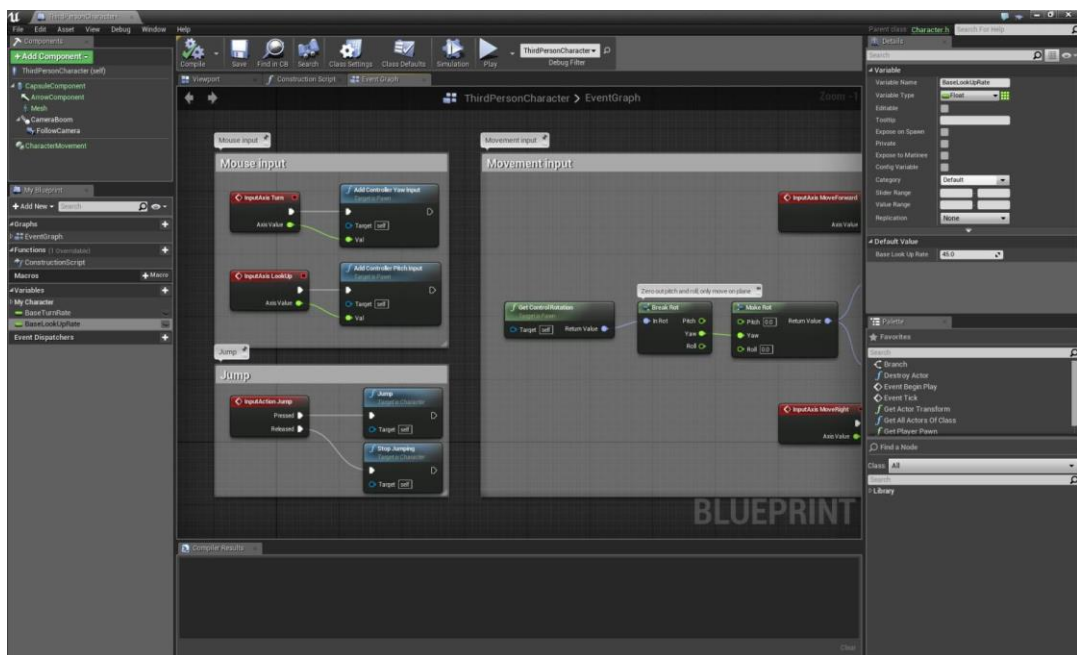 ThirdPersonCharacter
File Edit Asset View Debug Window Help
Parent class: Character.h Search For Help
Components
+Add Component
ThirdPersonCharacter (self)
CapsuleComponent
ArrowComponent
Mesh
CameraBoom
FollowCamera
CharacterMovement
Compile Save Find in CB Search Class Settings Class Defaults Simulation Play
ThirdPersonCharacter
Debug Filter
Viewport Construction Script Event Graph
ThirdPersonCharacter > EventGraph
Zoom -1
My Blueprint
+Add New Search
Graphs
EventGraph
Functions (1 Overridable)
ConstructionScript
Macros +Macro
Variables
My Character
BaseTurnRate
BaseLookUpRate
Event Dispatchers
Mouse input
Mouse input
InputAxis Turn
Axis Value
Add Controller Yaw Input
Target is Pawn
Target self
Val
InputAxis LookUp
Axis Value
Add Controller Pitch Input
Target is Pawn
Target self
Val
Jump
Jump
InputAction Jump
Pressed
Released
Jump
Target is Character
Target self
Stop Jumping
Target is Character
Target self
Movement input
Movement input
InputAxis MoveForward
Axis Value
Zero out pitch and roll, only move on plane
Get Control Rotation
Target is Pawn
Target self Return Value
Break Rot
In Rot Pitch
Yaw
Roll
Make Rot
Pitch 0.0 Return Value
Yaw
Roll 0.0
InputAxis MoveRight
Axis Value
BLUEPRINT
Compiler Results
Clear
Details
Search
Variable
Variable Name BaseLookUpRate
Variable Type Float
Editable
Tooltip
Expose on Spawn
Private
Expose to Matinee
Config Variable
Category Default
Slider Range
Value Range
Replication None
Default Value
Base Look Up Rate 45.0
Palette
Favorites
Search
Branch
Destroy Actor
Event Begin Play
Event Tick
Get Actor Transform
Get All Actors Of Class
Get Player Pawn
Find a Node
Class: All
Search
Library